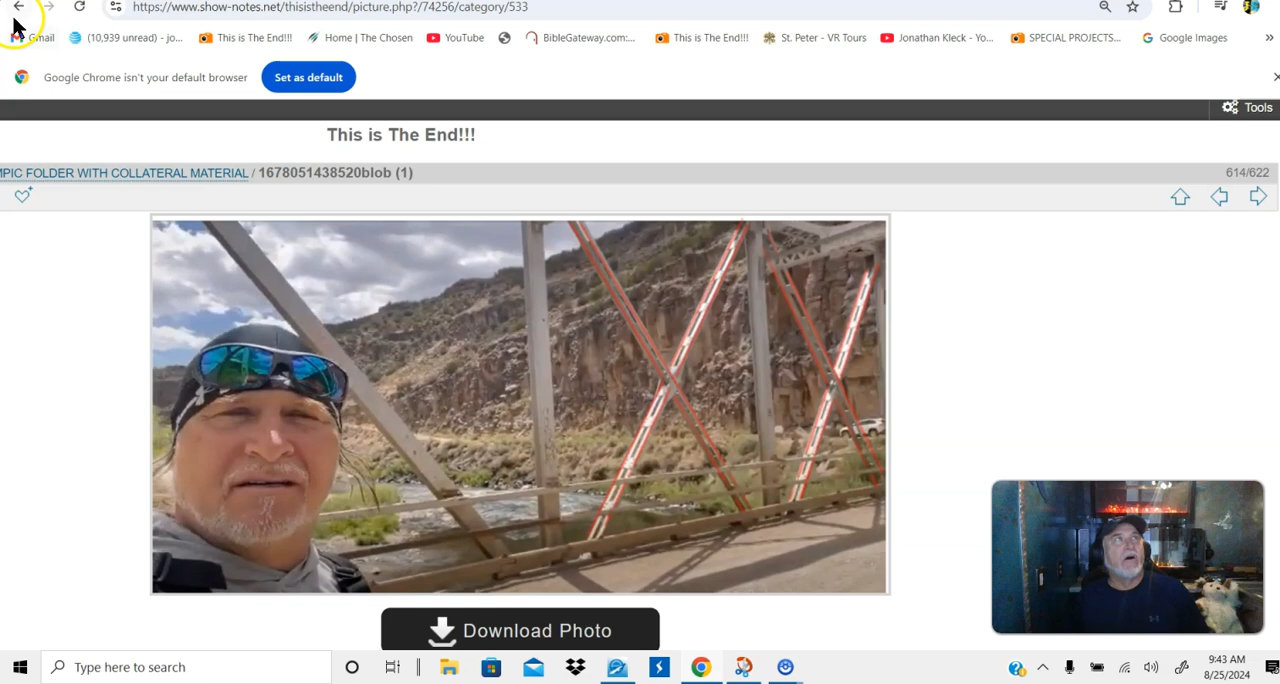 https://www.show-notes.net/thisistheend/picture.php?/74256/category/533
Gmail (10,939 unread) - jo... This is The End!!! Home | The Chosen YouTube BibleGateway.com:... This is The End!!! St. Peter - VR Tours Jonathan Kleck - Yo... SPECIAL PROJECTS... Google Images »
Google Chrome isn't your default browser Set as default
Tools
This is The End!!!
MPIC FOLDER WITH COLLATERAL MATERIAL / 1678051438520blob (1) 614/622
Download Photo
Type here to search
9:43 AM
8/25/2024